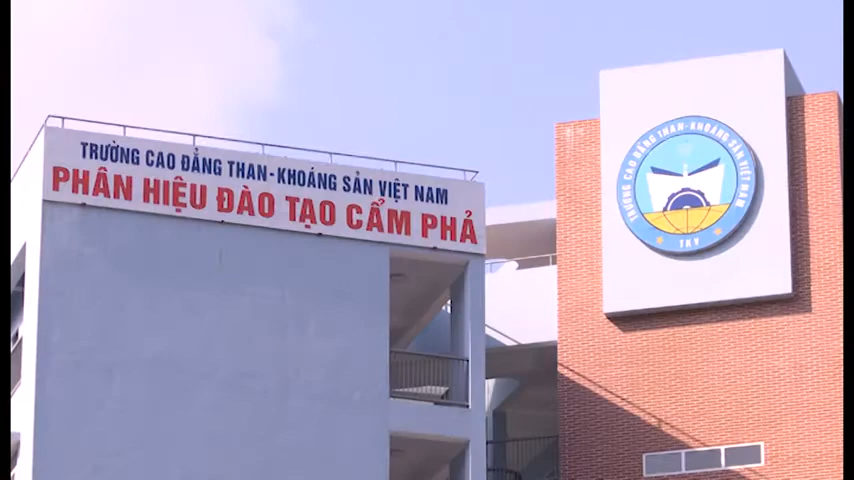 TRƯỜNG CAO ĐẲNG THAN-KHOÁNG SẢN VIỆT NAM
PHÂN HIỆU ĐÀO TẠO CẨM PHẢ
TRƯỜNG CAO ĐẲNG THAN-KHOÁNG SẢN VIỆT NAM
TKV